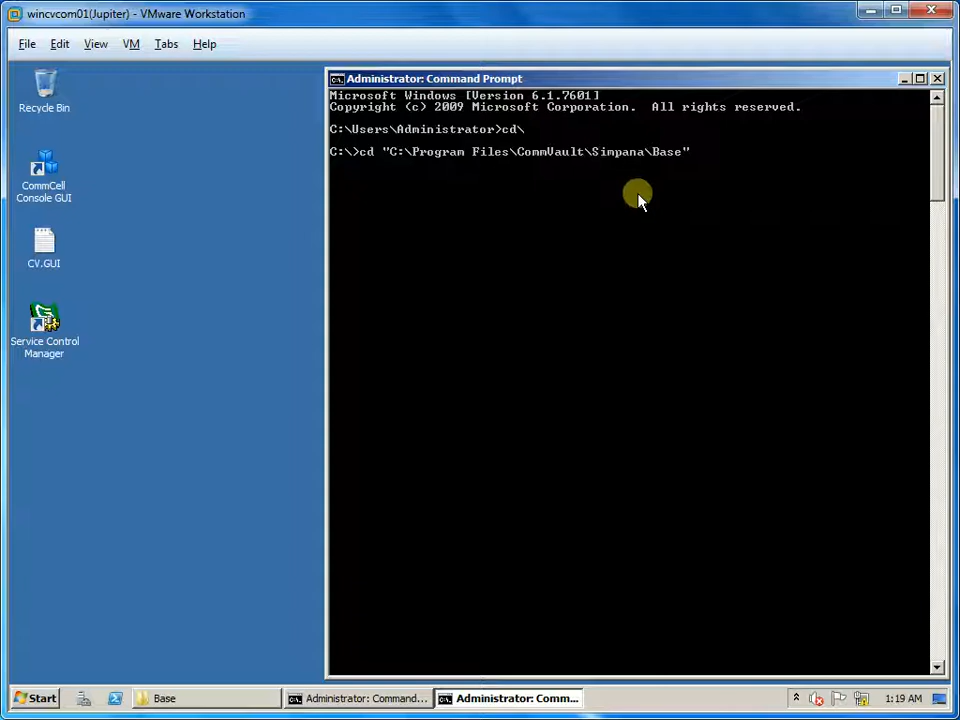 wincvcom01(Jupiter) - VMware Workstation
File Edit View VM Tabs Help
Recycle Bin
CommCell
Console GUI
CV.GUI
Service Control
Manager
Administrator: Command Prompt
Microsoft Windows [Version 6.1.7601]
Copyright (c) 2009 Microsoft Corporation. All rights reserved.
C:\Users\Administrator>cd\
C:\>cd "C:\Program Files\CommVault\Simpana\Base"
Start Base Administrator: Command... Administrator: Comm... 1:19 AM